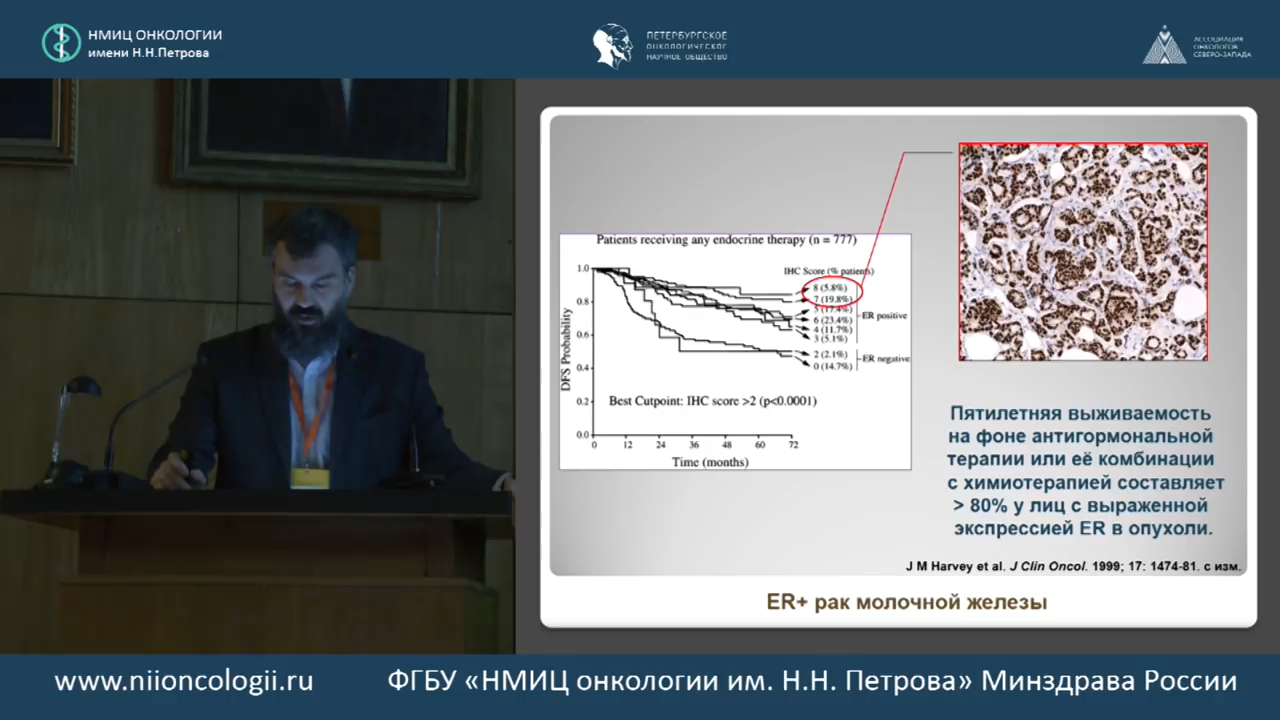 НМИЦ ОНКОЛОГИИ
имени Н.Н.Петрова
ПЕТЕРБУРГСКОЕ
ОНКОЛОГИЧЕСКОЕ
НАУЧНОЕ ОБЩЕСТВО
АССОЦИАЦИЯ
ОНКОЛОГОВ
СЕВЕРО-ЗАПАДА
Patients receiving any endocrine therapy (n = 777)
IHC Score (% patients)
1.0
0.8
0.6
0.4
0.2
0.0
DFS Probability
8 (5.8%)
7 (19.8%)
5 (17.4%)
6 (23.4%)
4 (11.7%)
3 (5.1%)
ER positive
2 (2.1%)
0 (14.7%)
ER negative
Best Cutpoint: IHC score >2 (p<0.0001)
0 12 24 36 48 60 72
Time (months)
Пятилетняя выживаемость
на фоне антигормональной
терапии или её комбинации
с химиотерапией составляет
> 80% у лиц с выраженной
экспрессией ER в опухоли.
J M Harvey et al. J Clin Oncol. 1999; 17: 1474-81. с изм.
ER+ рак молочной железы
www.niioncologii.ru
ФГБУ «НМИЦ онкологии им. Н.Н. Петрова» Минздрава России